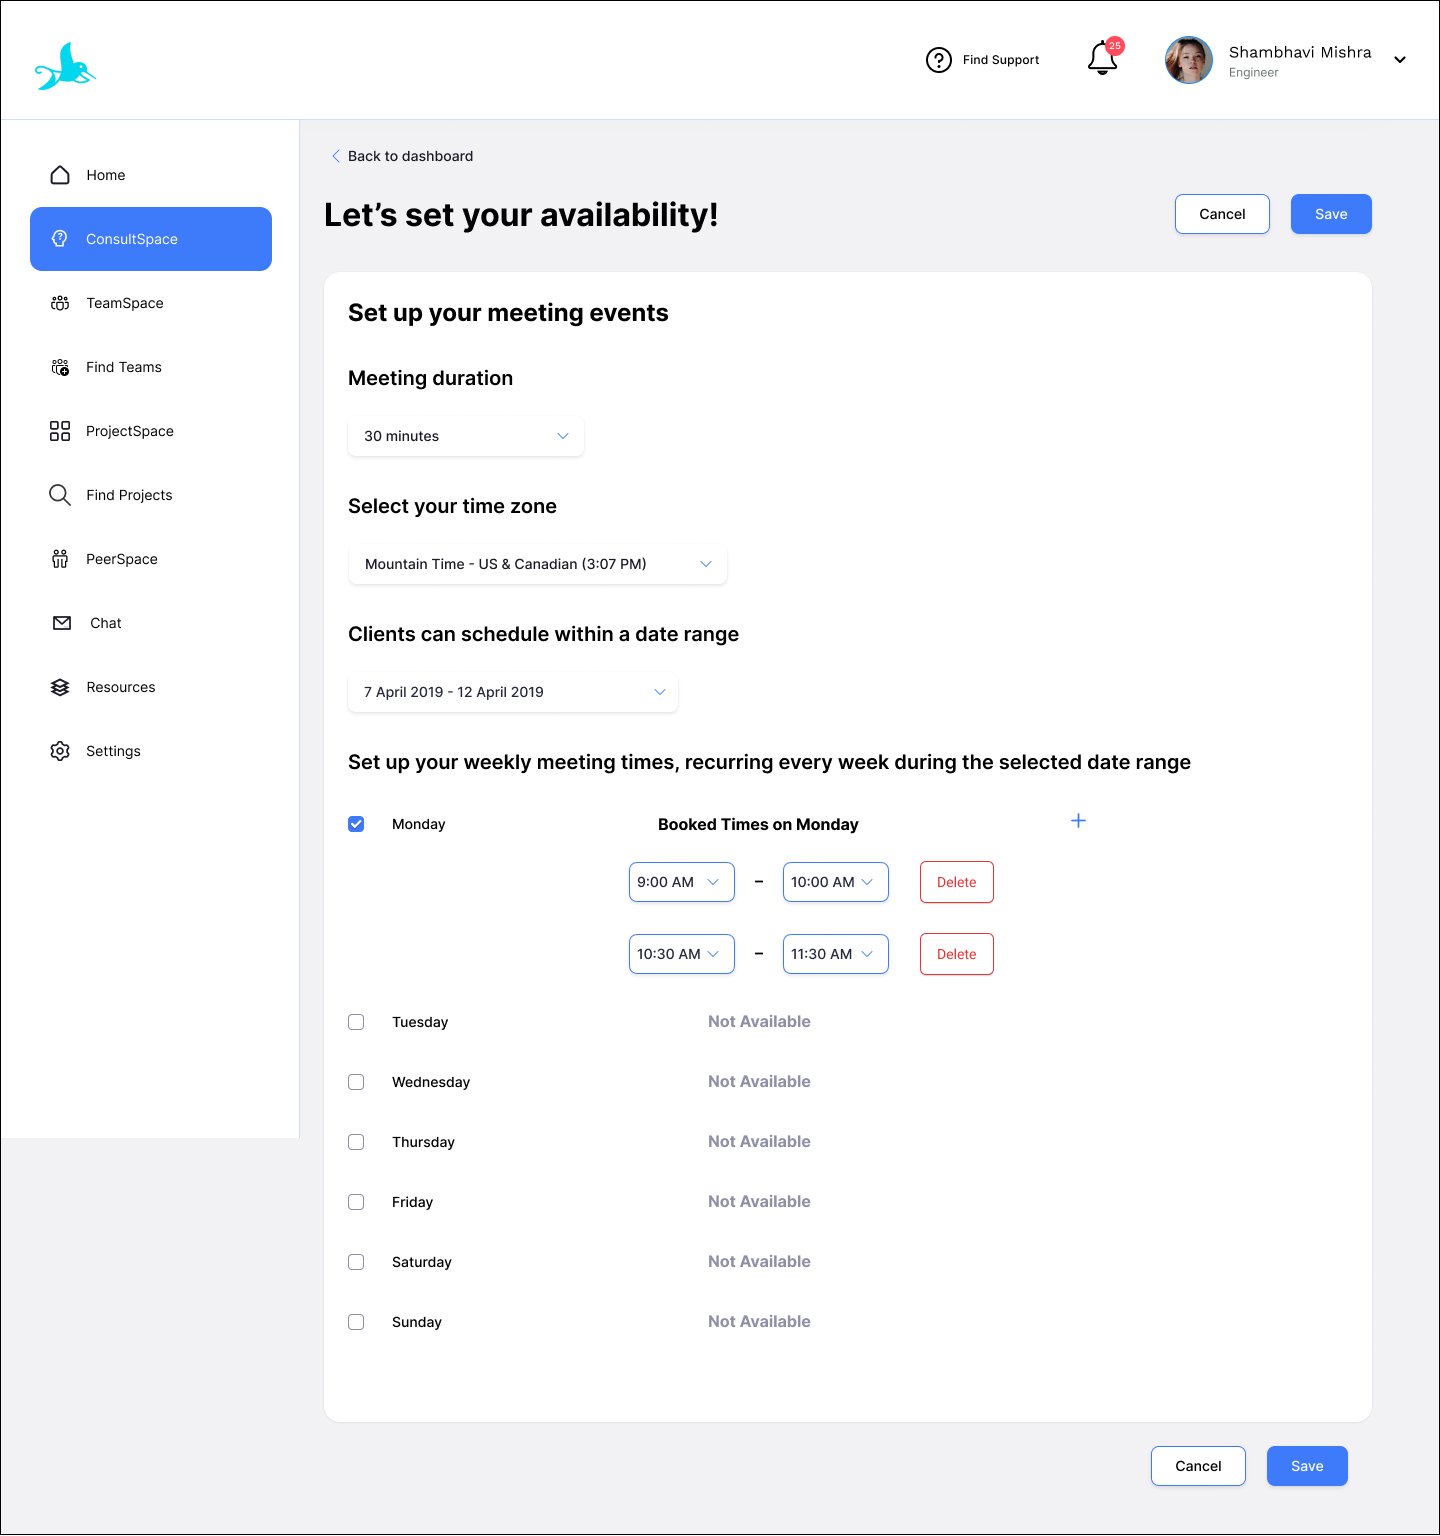 Find Support
25
Shambhavi Mishra
Engineer
Home
ConsultSpace
TeamSpace
Find Teams
ProjectSpace
Find Projects
PeerSpace
Chat
Resources
Settings
Back to dashboard
Let’s set your availability!
Cancel
Save
Set up your meeting events
Meeting duration
30 minutes
Select your time zone
Mountain Time - US & Canadian (3:07 PM)
Clients can schedule within a date range
7 April 2019 - 12 April 2019
Set up your weekly meeting times, recurring every week during the selected date range
Monday
Booked Times on Monday
+
9:00 AM – 10:00 AM Delete
10:30 AM – 11:30 AM Delete
Tuesday Not Available
Wednesday Not Available
Thursday Not Available
Friday Not Available
Saturday Not Available
Sunday Not Available
Cancel
Save